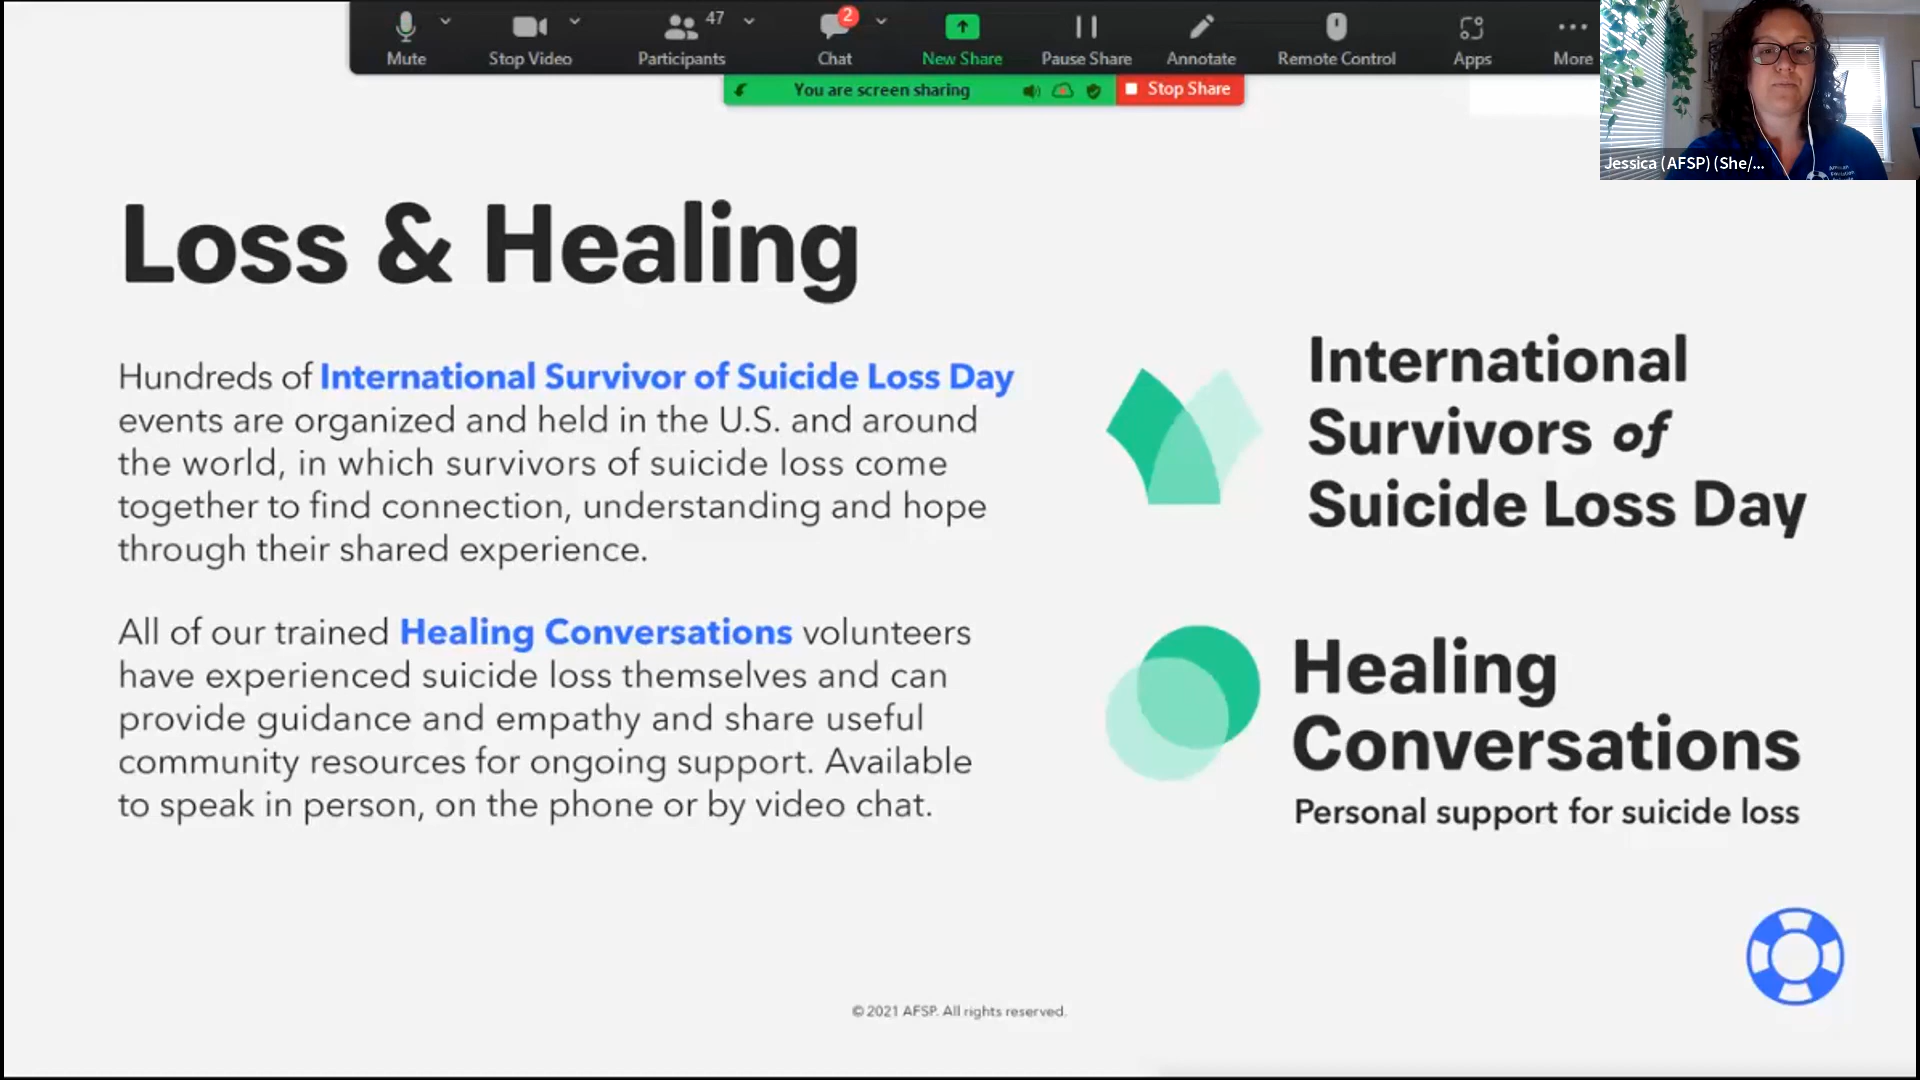 Mute
Stop Video
Participants
47
Chat
2
New Share
Pause Share
Annotate
Remote Control
Apps
More
You are screen sharing
Stop Share
Jessica (AFSP) (She/...
Loss & Healing
Hundreds of International Survivor of Suicide Loss Day
events are organized and held in the U.S. and around
the world, in which survivors of suicide loss come
together to find connection, understanding and hope
through their shared experience.
All of our trained Healing Conversations volunteers
have experienced suicide loss themselves and can
provide guidance and empathy and share useful
community resources for ongoing support. Available
to speak in person, on the phone or by video chat.
International
Survivors of
Suicide Loss Day
Healing
Conversations
Personal support for suicide loss
© 2021 AFSP. All rights reserved.